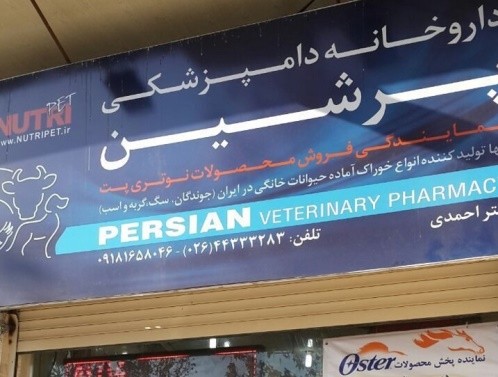 داروخانه دامپزشکی
پرشین
NUTRI PET
www.NUTRIPET.ir
نمایندگی فروش محصولات نوتری پت
تنها تولید کننده انواع خوراک آماده حیوانات خانگی در ایران (جوندگان، سگ، گربه و اسب)
PERSIAN VETERINARY PHARMAC
دکتر احمدی
تلفن: ۴۴۳۳۳۲۸۳(۰۲۶)-۰۹۱۸۱۶۵۸۰۴۶
نماینده پخش محصولات Oster